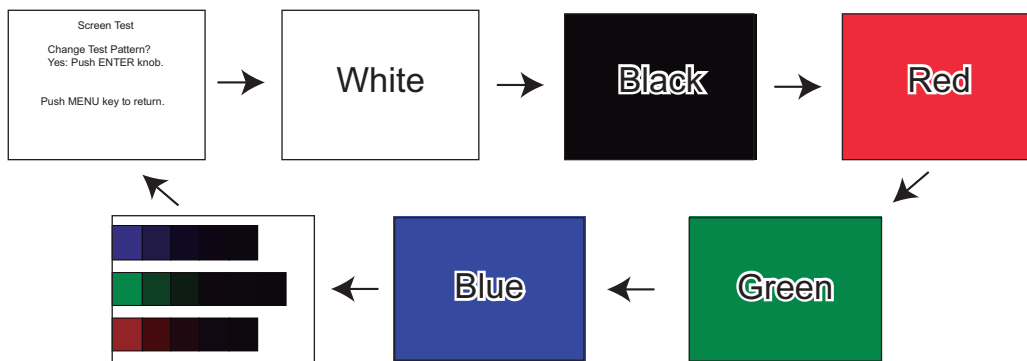 Screen Test
Change Test Pattern?
Yes: Push ENTER knob.
Push MENU key to return.
White
Black
Red
Green
Blue